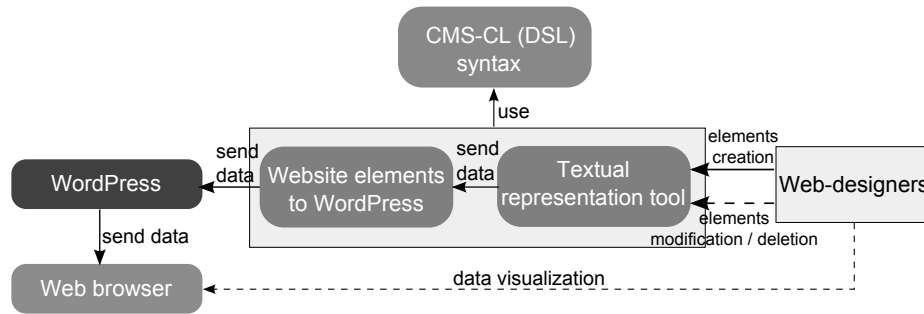 CMS-CL (DSL)
syntax
use
elements
creation
send
data
send
data
WordPress
Website elements
to WordPress
Textual
representation tool
Web-designers
elements
modification / deletion
send data
data visualization
Web browser